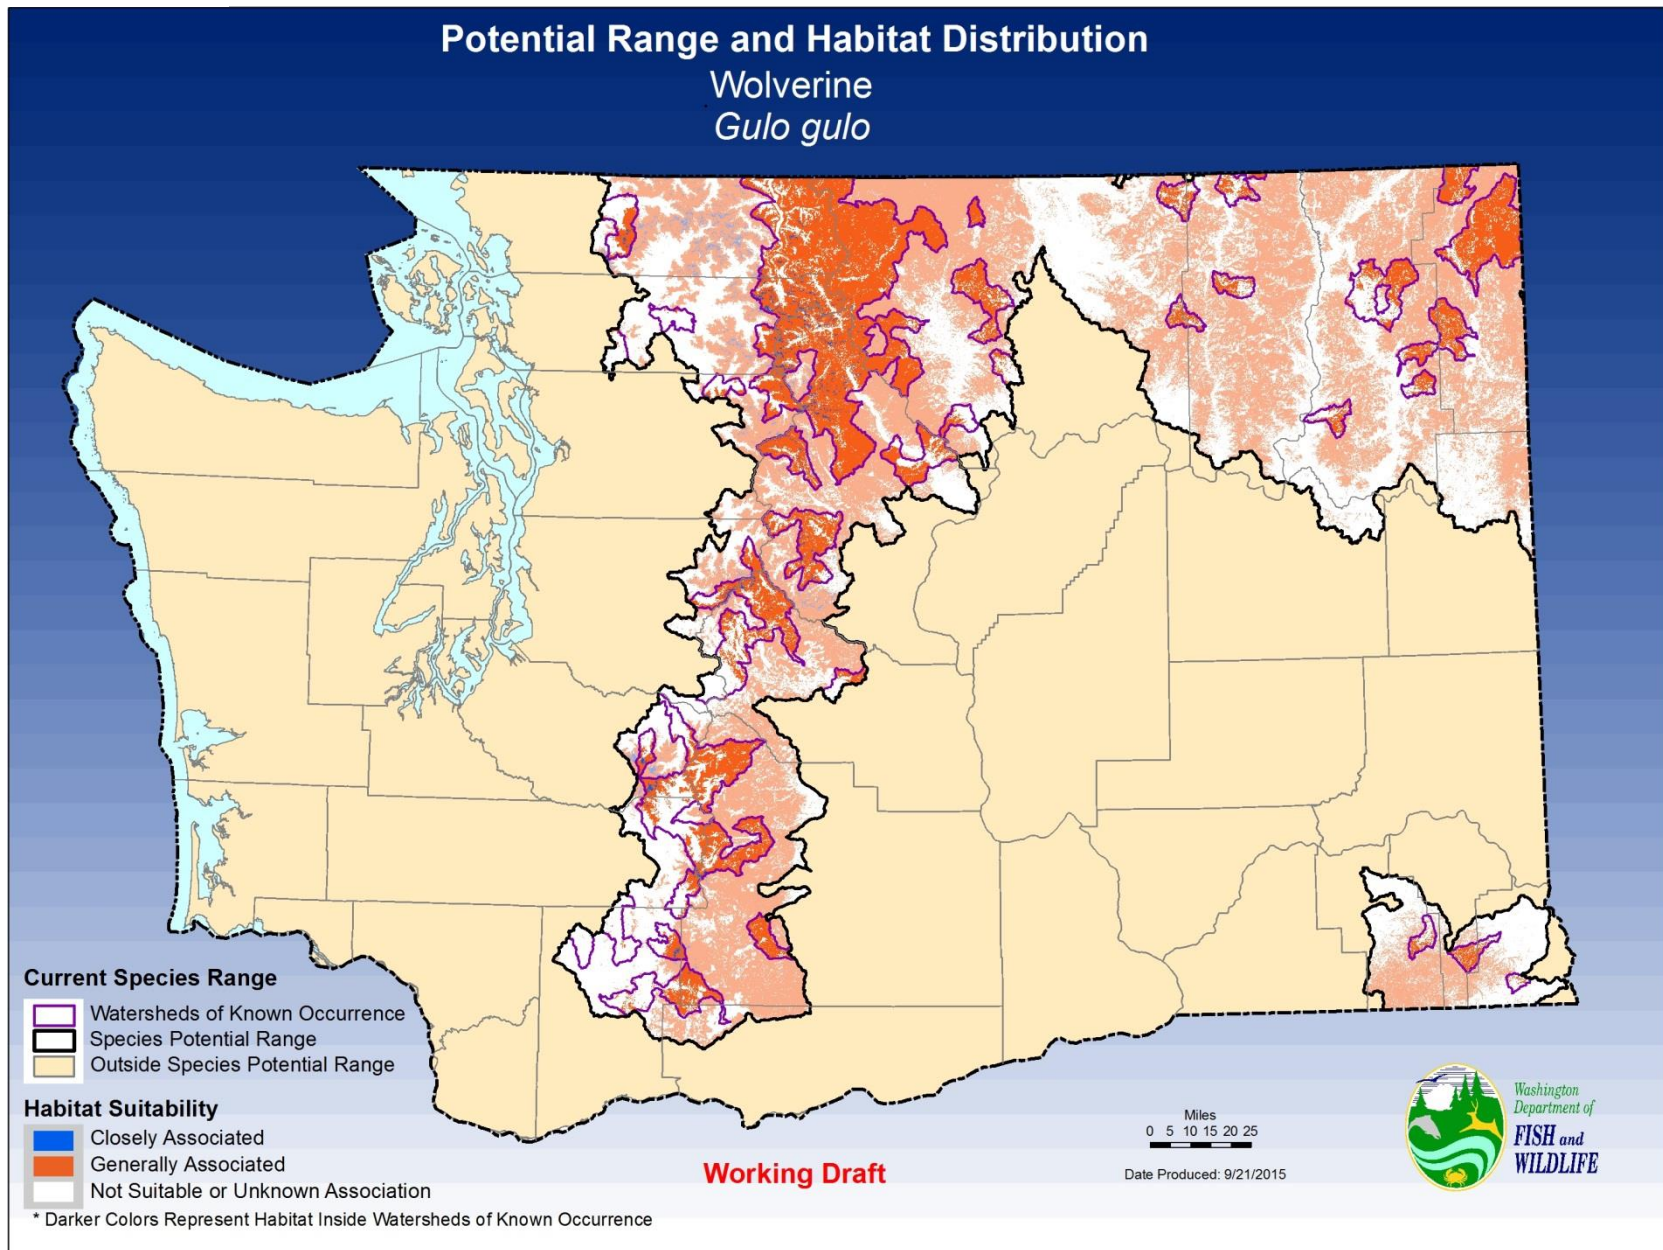 Potential Range and Habitat Distribution
Wolverine
Gulo gulo
Current Species Range
Watersheds of Known Occurrence
Species Potential Range
Outside Species Potential Range
Habitat Suitability
Closely Associated
Generally Associated
Not Suitable or Unknown Association
* Darker Colors Represent Habitat Inside Watersheds of Known Occurrence
Working Draft
Miles
0 5 10 15 20 25
Date Produced: 9/21/2015
Washington
Department of
FISH and
WILDLIFE